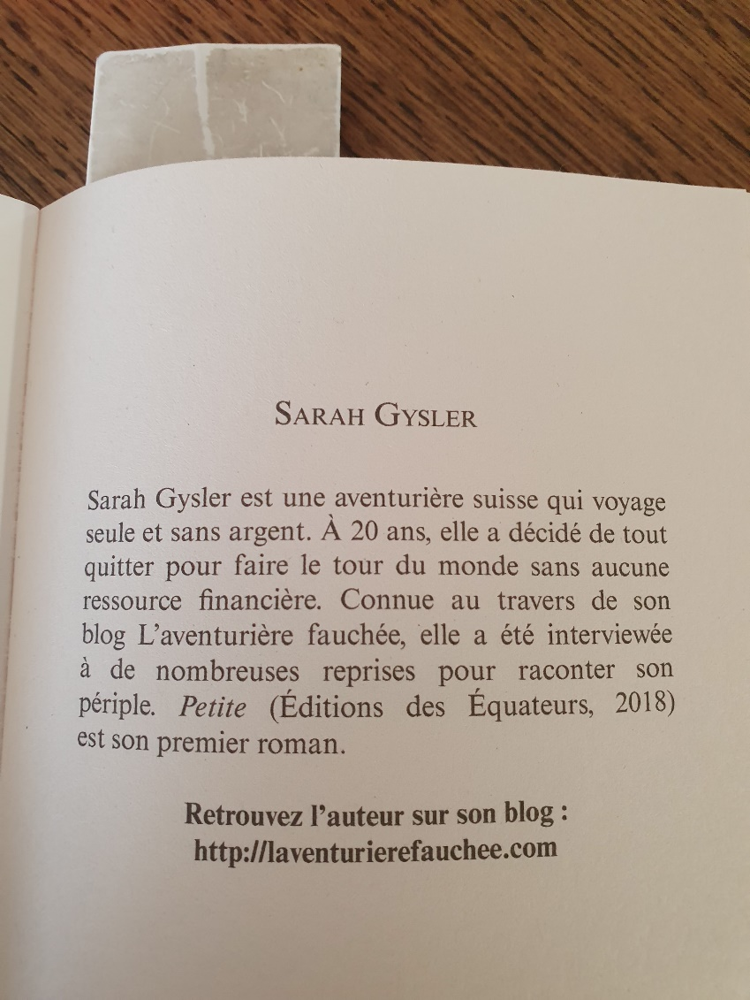 SARAH GYSLER
Sarah Gysler est une aventurière suisse qui voyage
seule et sans argent. À 20 ans, elle a décidé de tout
quitter pour faire le tour du monde sans aucune
ressource financière. Connue au travers de son
blog L'aventurière fauchée, elle a été interviewée
à de nombreuses reprises pour raconter son
périple. Petite (Éditions des Équateurs, 2018)
est son premier roman.
Retrouvez l'auteur sur son blog :
http://laventurierefauchee.com